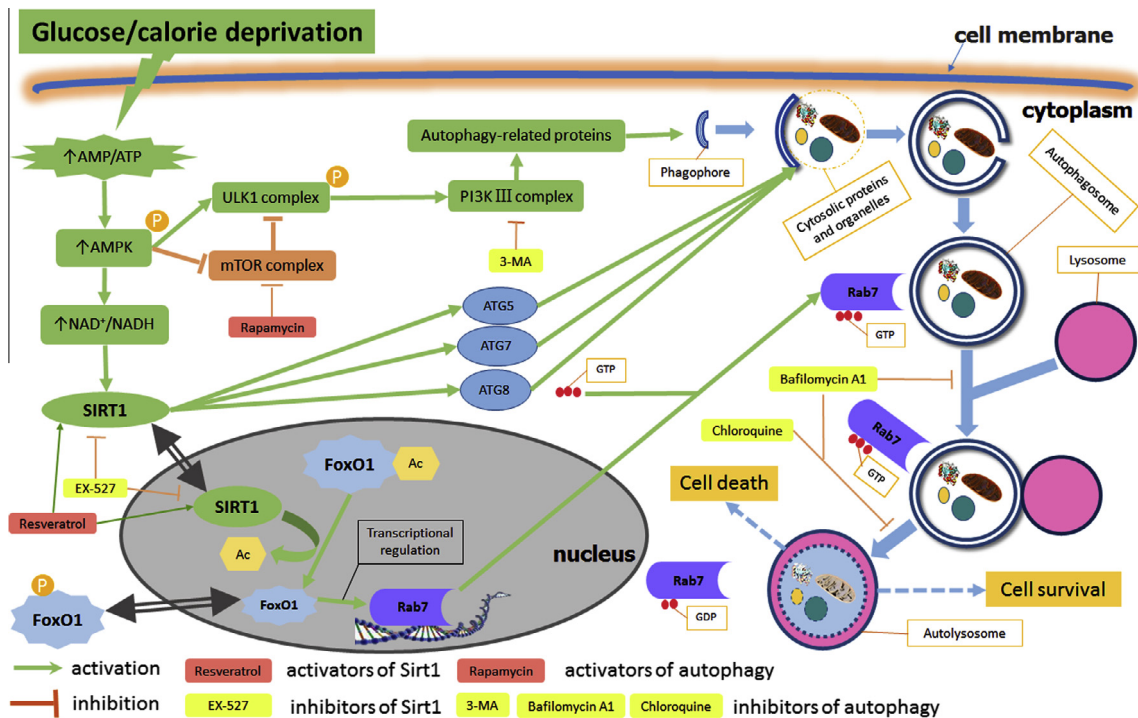 Glucose/calorie deprivation
cell membrane
cytoplasm
↑AMP/ATP
Autophagy-related proteins
Phagophore
P
ULK1 complex
PI3K III complex
Cytosolic proteins
and organelles
Autophagosome
P
↑AMPK
mTOR complex
3-MA
Lysosome
Rab7
GTP
↑NAD⁺/NADH
Rapamycin
ATG5
ATG7
ATG8
GTP
Bafilomycin A1
SIRT1
Chloroquine
Rab7
GTP
FoxO1
Ac
EX-527
SIRT1
Cell death
Resveratrol
Transcriptional
regulation
nucleus
Ac
P
FoxO1
FoxO1
Rab7
Rab7
GDP
Cell survival
Autolysosome
activation
Resveratrol
activators of Sirt1
Rapamycin
activators of autophagy
inhibition
EX-527
inhibitors of Sirt1
3-MA
Bafilomycin A1
Chloroquine
inhibitors of autophagy